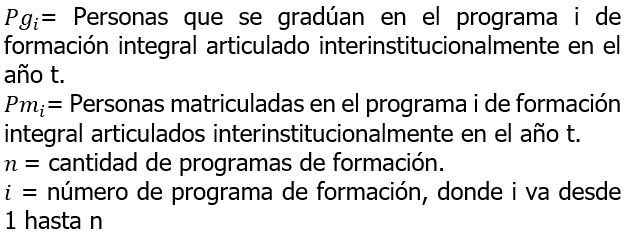 𝑃𝑔ᵢ= Personas que se gradúan en el programa i de
formación integral articulado interinstitucionalmente en el
año t.
𝑃𝑚ᵢ= Personas matriculadas en el programa i de formación
integral articulados interinstitucionalmente en el año t.
𝑛 = cantidad de programas de formación.
𝑖 = número de programa de formación, donde i va desde
1 hasta n